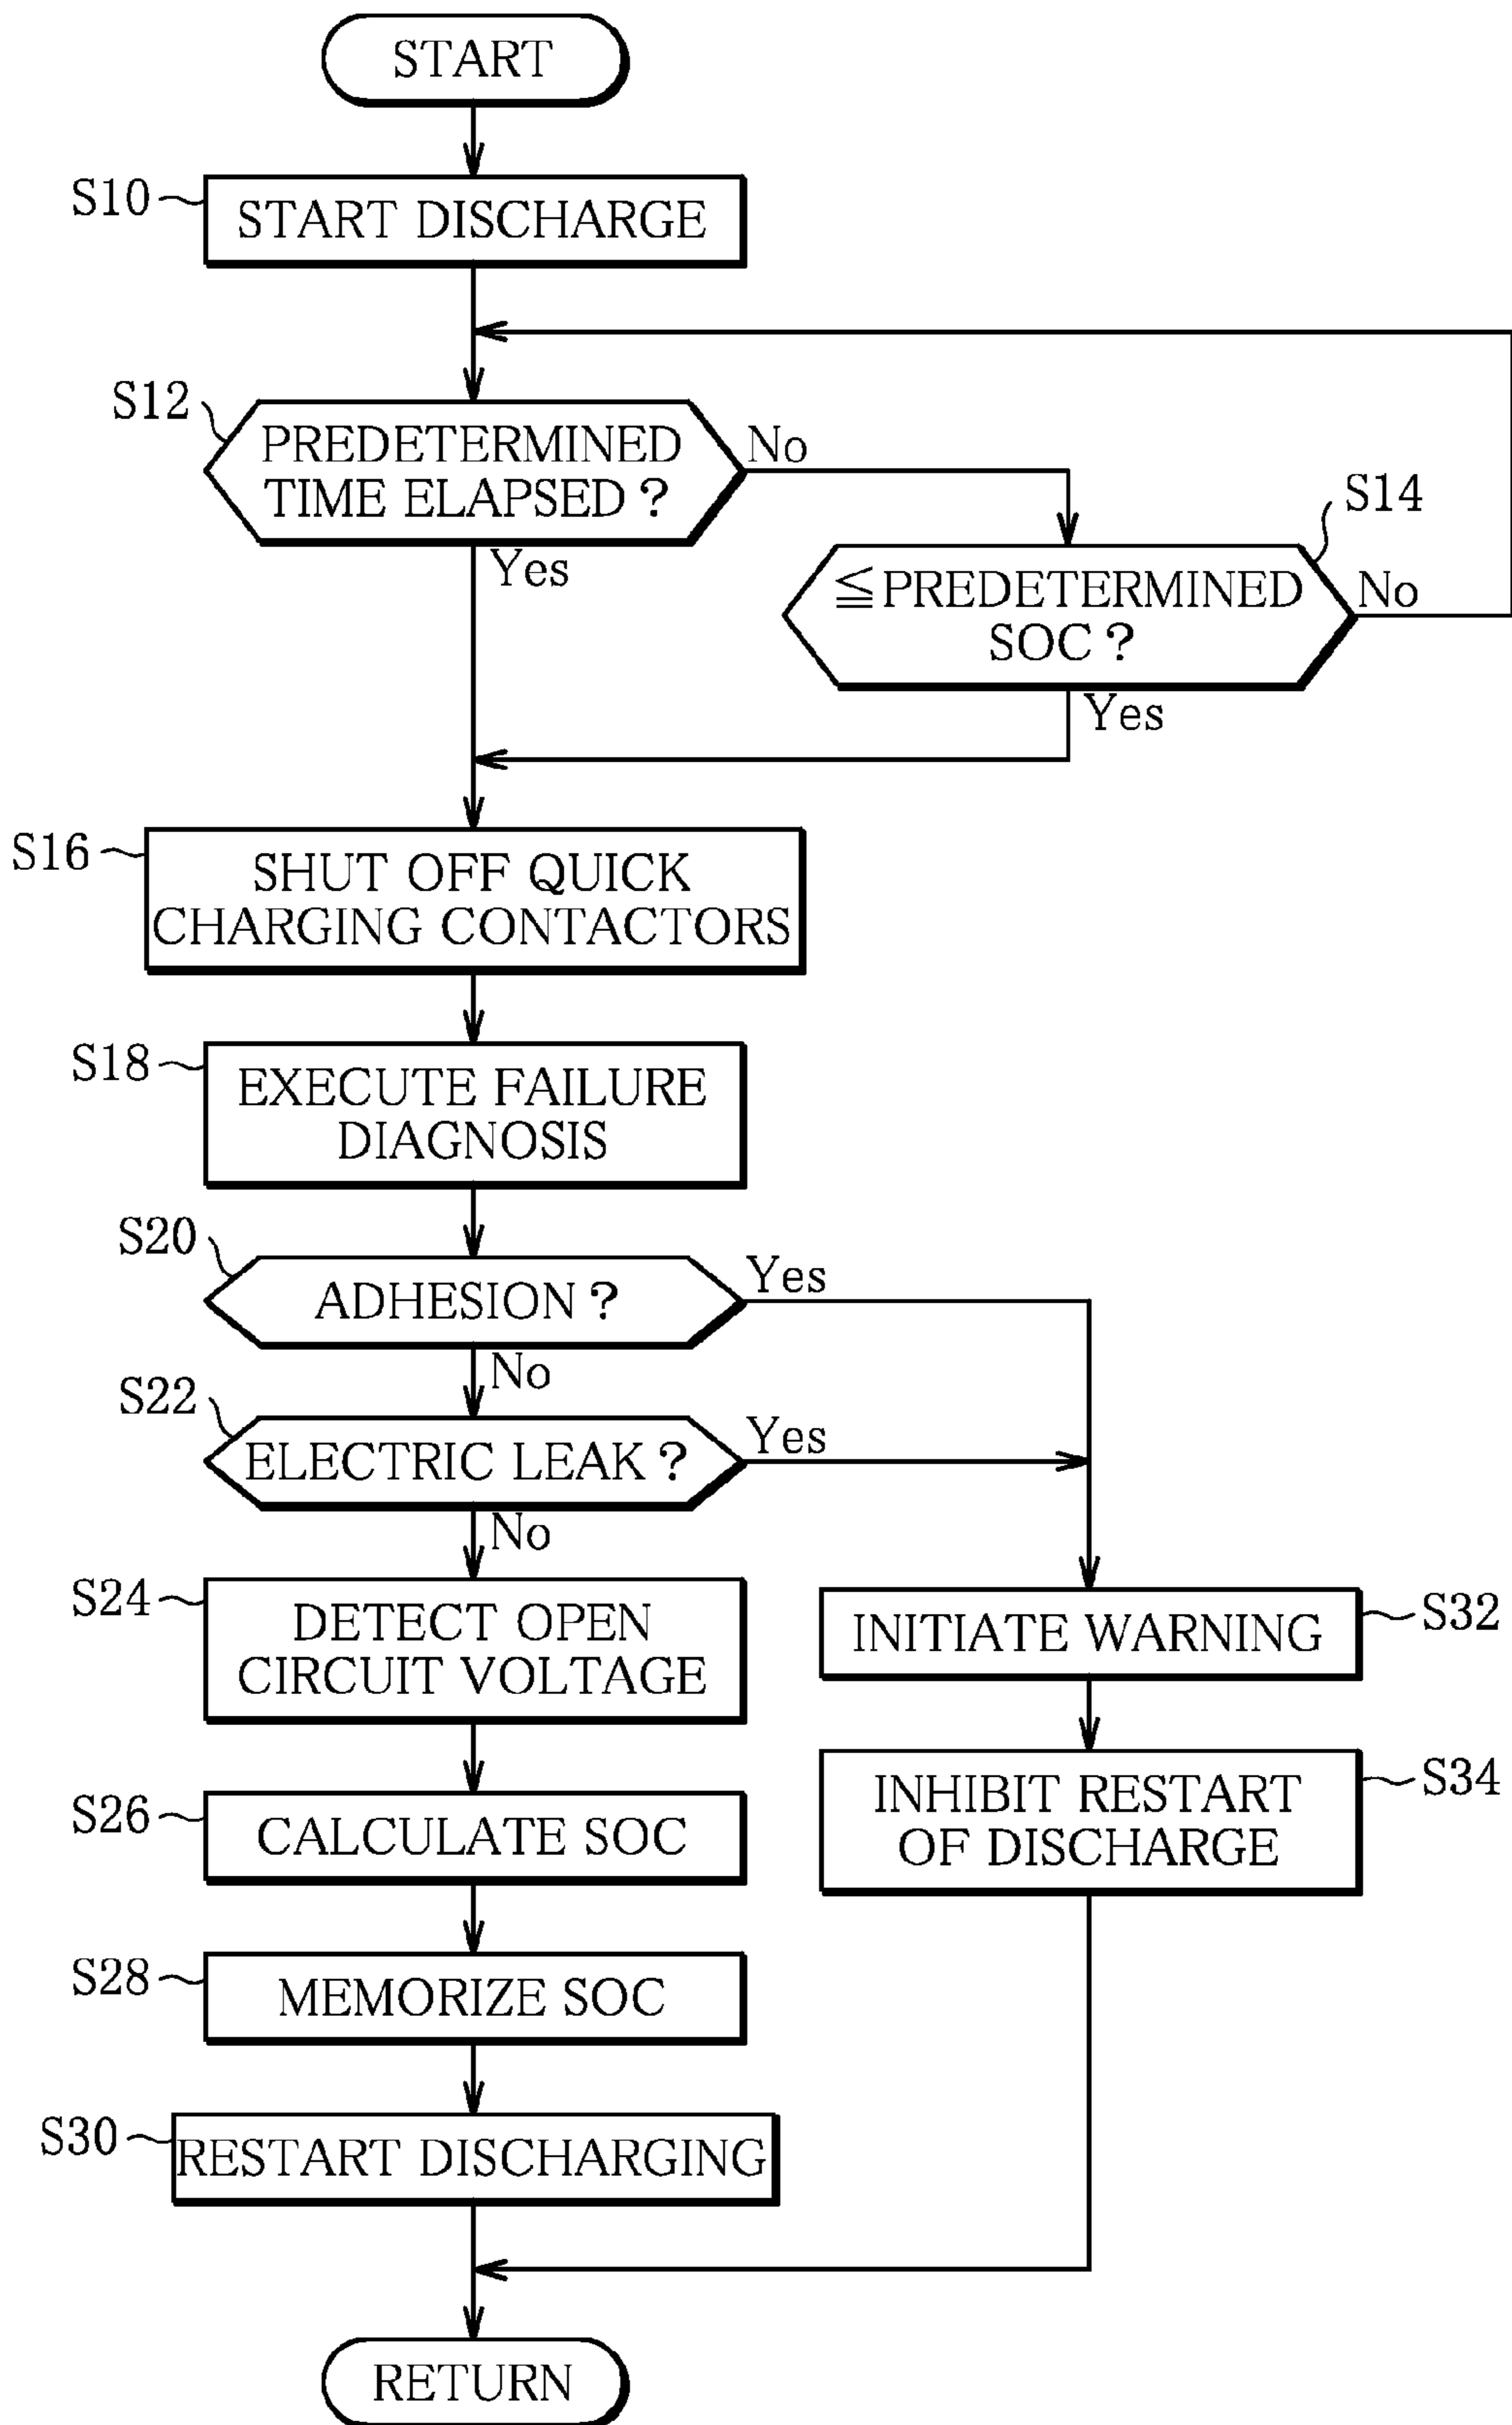 START
S10
START DISCHARGE
S12
PREDETERMINED
TIME ELAPSED ?
No
Yes
S14
≦PREDETERMINED
SOC ?
No
Yes
S16
SHUT OFF QUICK
CHARGING CONTACTORS
S18
EXECUTE FAILURE
DIAGNOSIS
S20
ADHESION ?
Yes
No
S22
ELECTRIC LEAK ?
Yes
No
S24
DETECT OPEN
CIRCUIT VOLTAGE
S32
INITIATE WARNING
S26
CALCULATE SOC
S34
INHIBIT RESTART
OF DISCHARGE
S28
MEMORIZE SOC
S30
RESTART DISCHARGING
RETURN